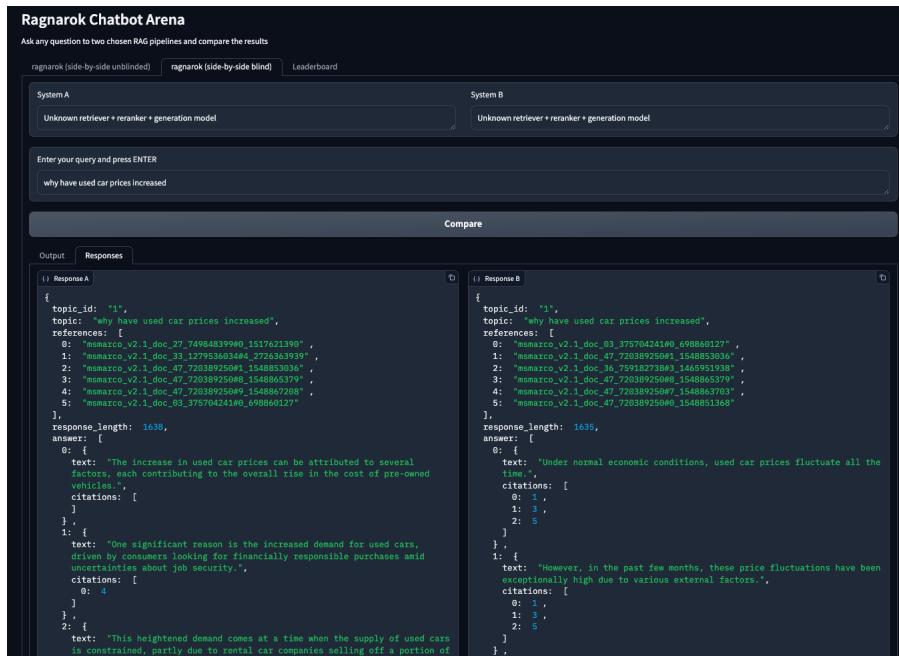 Ragnarok Chatbot Arena
Ask any question to two chosen RAG pipelines and compare the results
ragnarok (side-by-side unblinded)
ragnarok (side-by-side blind)
Leaderboard
System A
Unknown retriever + reranker + generation model
System B
Unknown retriever + reranker + generation model
Enter your query and press ENTER
why have used car prices increased
Compare
Output
Responses
{} Response A
{
topic_id: "1",
topic: "why have used car prices increased",
references: [
0: "msmarco_v2.1_doc_27_749848399#0_1517621390" ,
1: "msmarco_v2.1_doc_33_1279536034#4_2726363939" ,
2: "msmarco_v2.1_doc_47_720389250#1_1548853036" ,
3: "msmarco_v2.1_doc_47_720389250#8_1548865379" ,
4: "msmarco_v2.1_doc_47_720389250#9_1548867208" ,
5: "msmarco_v2.1_doc_03_375704241#0_698860127"
],
response_length: 1638,
answer: [
0: {
text: "The increase in used car prices can be attributed to several
factors, each contributing to the overall rise in the cost of pre-owned
vehicles.",
citations: [
]
} ,
1: {
text: "One significant reason is the increased demand for used cars,
driven by consumers looking for financially responsible purchases amid
uncertainties about job security.",
citations: [
0: 4
]
} ,
2: {
text: "This heightened demand comes at a time when the supply of used cars
is constrained, partly due to rental car companies selling off a portion of
{} Response B
{
topic_id: "1",
topic: "why have used car prices increased",
references: [
0: "msmarco_v2.1_doc_03_375704241#0_698860127" ,
1: "msmarco_v2.1_doc_47_720389250#1_1548853036" ,
2: "msmarco_v2.1_doc_36_759182738#3_1465951938" ,
3: "msmarco_v2.1_doc_47_720389250#8_1548865379" ,
4: "msmarco_v2.1_doc_47_720389250#7_1548863703" ,
5: "msmarco_v2.1_doc_47_720389250#0_1548851368"
],
response_length: 1635,
answer: [
0: {
text: "Under normal economic conditions, used car prices fluctuate all the
time.",
citations: [
0: 1 ,
1: 3 ,
2: 5
]
} ,
1: {
text: "However, in the past few months, these price fluctuations have been
exceptionally high due to various external factors.",
citations: [
0: 1 ,
1: 3 ,
2: 5
]
} ,